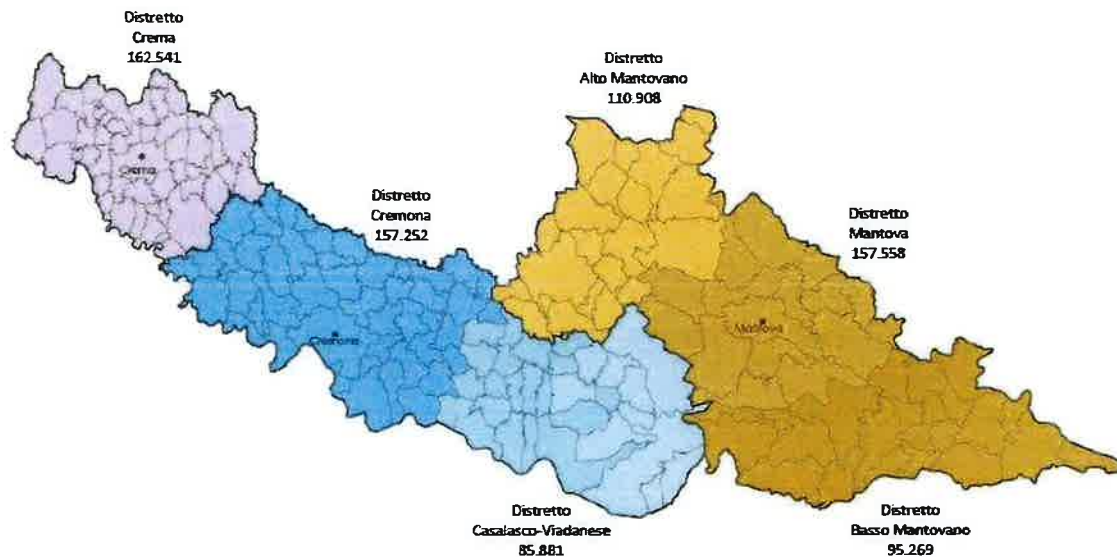 Distretto
Crema
162.541
Distretto
Alto Mantovano
110.908
Crema
Distretto
Cremona
157.252
Distretto
Mantova
157.558
Cremona
Mantova
Distretto
Casalasco-Viadanese
85.881
Distretto
Basso Mantovano
95.269